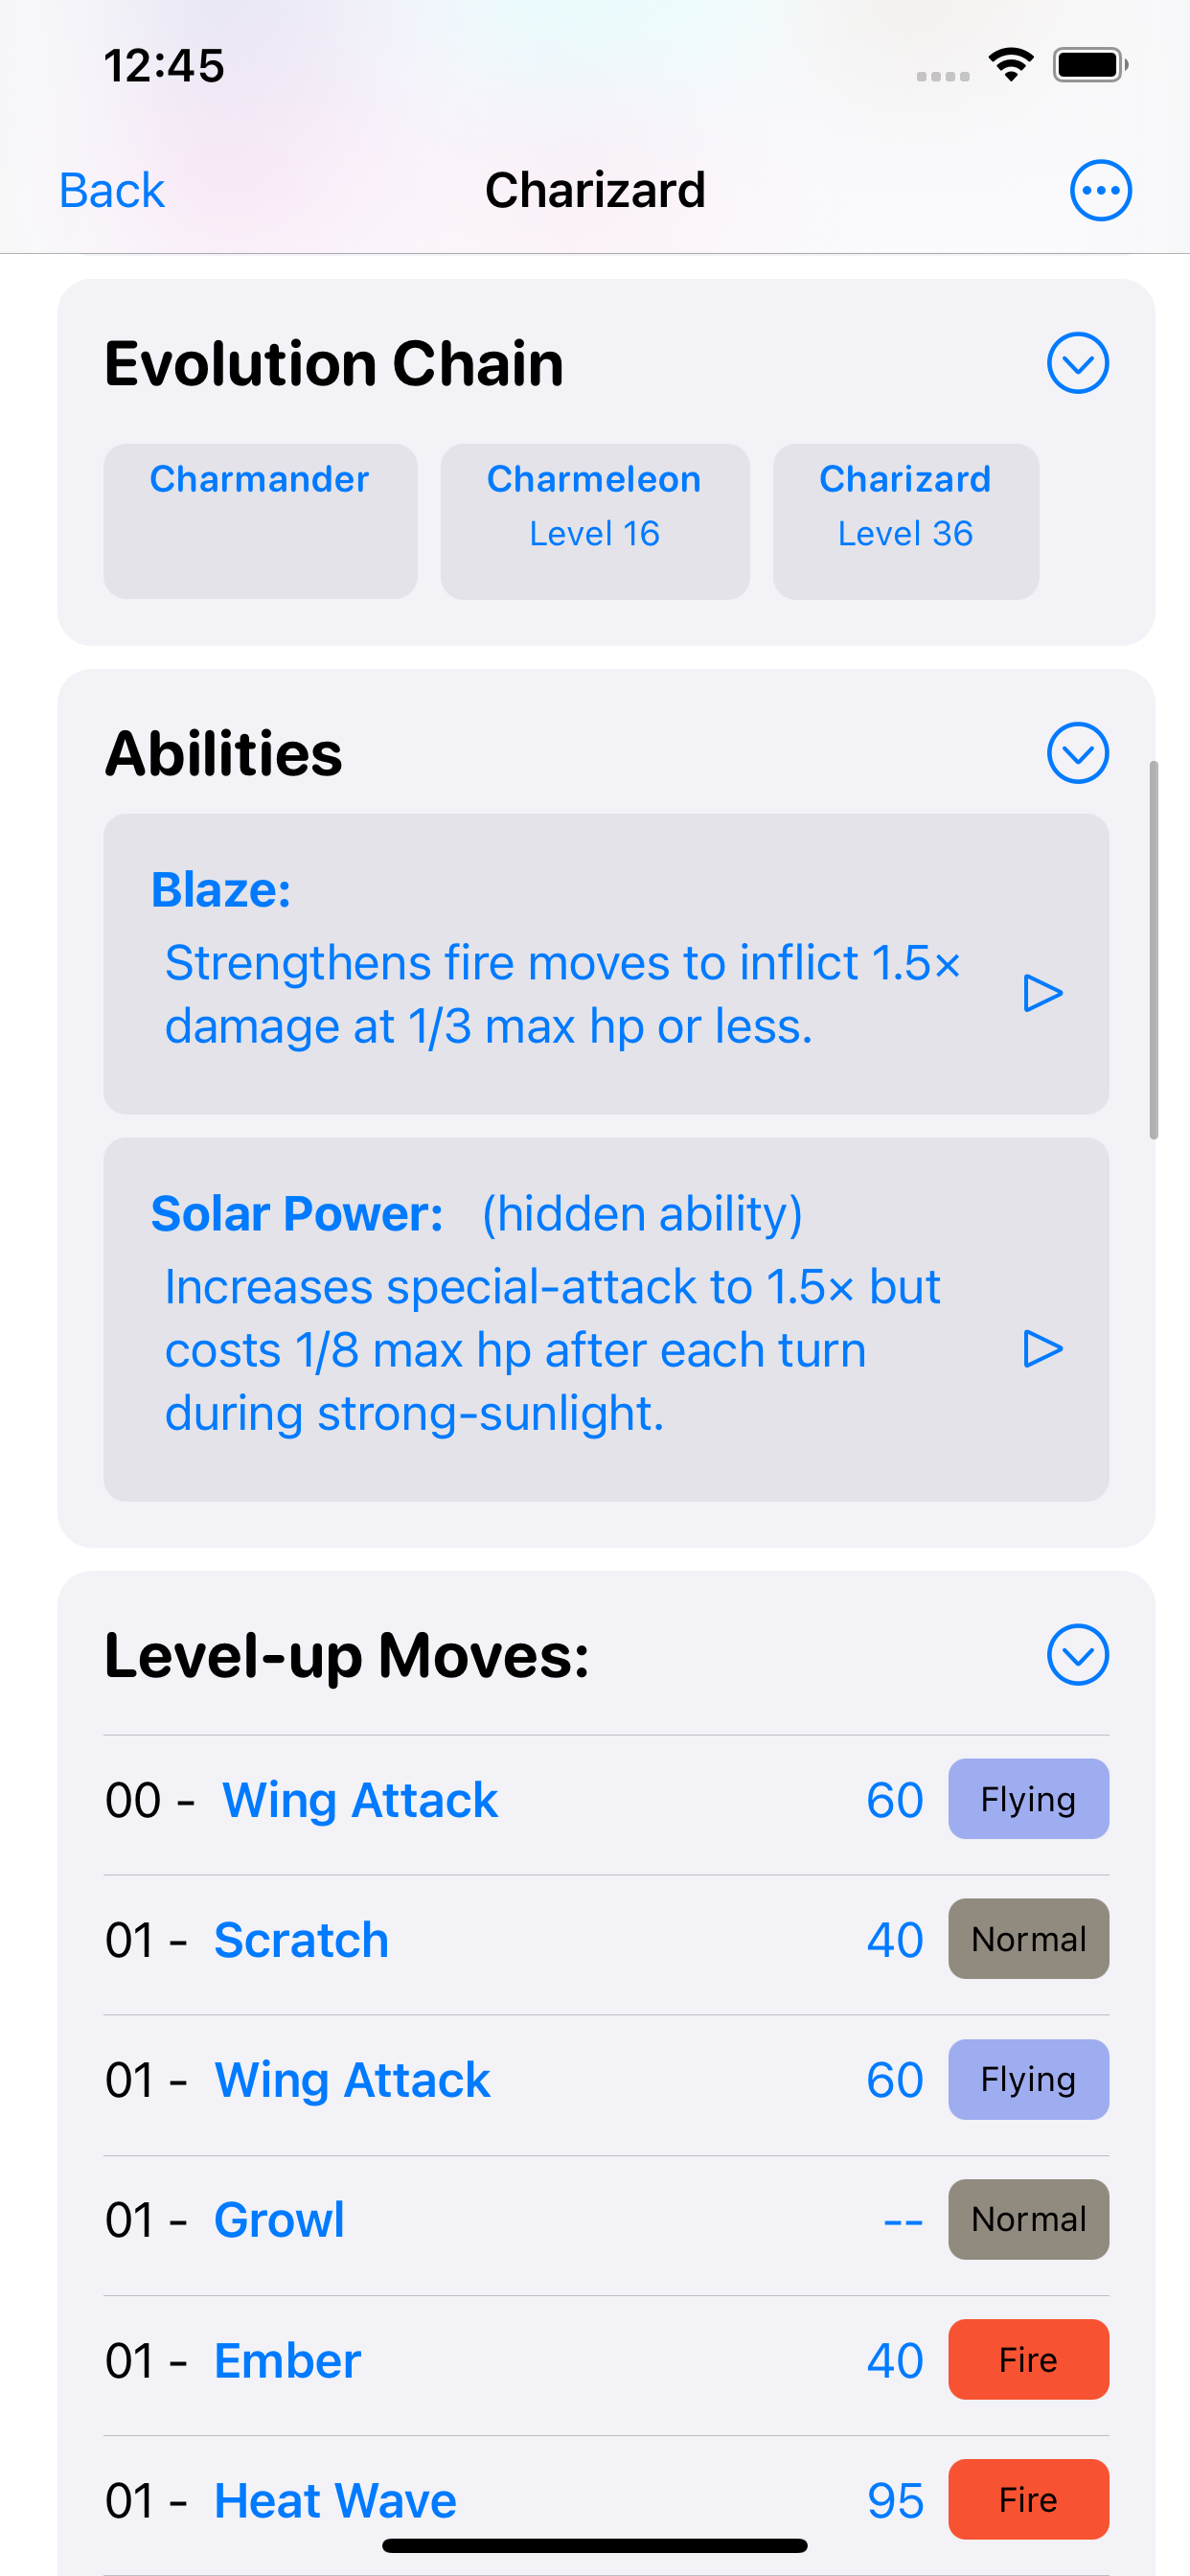 12:45
Back
Charizard
Evolution Chain
Charmander
Charmeleon
Level 16
Charizard
Level 36
Abilities
Blaze:
Strengthens fire moves to inflict 1.5×
damage at 1/3 max hp or less.
Solar Power: (hidden ability)
Increases special-attack to 1.5× but
costs 1/8 max hp after each turn
during strong-sunlight.
Level-up Moves:
00 - Wing Attack 60 Flying
01 - Scratch 40 Normal
01 - Wing Attack 60 Flying
01 - Growl -- Normal
01 - Ember 40 Fire
01 - Heat Wave 95 Fire